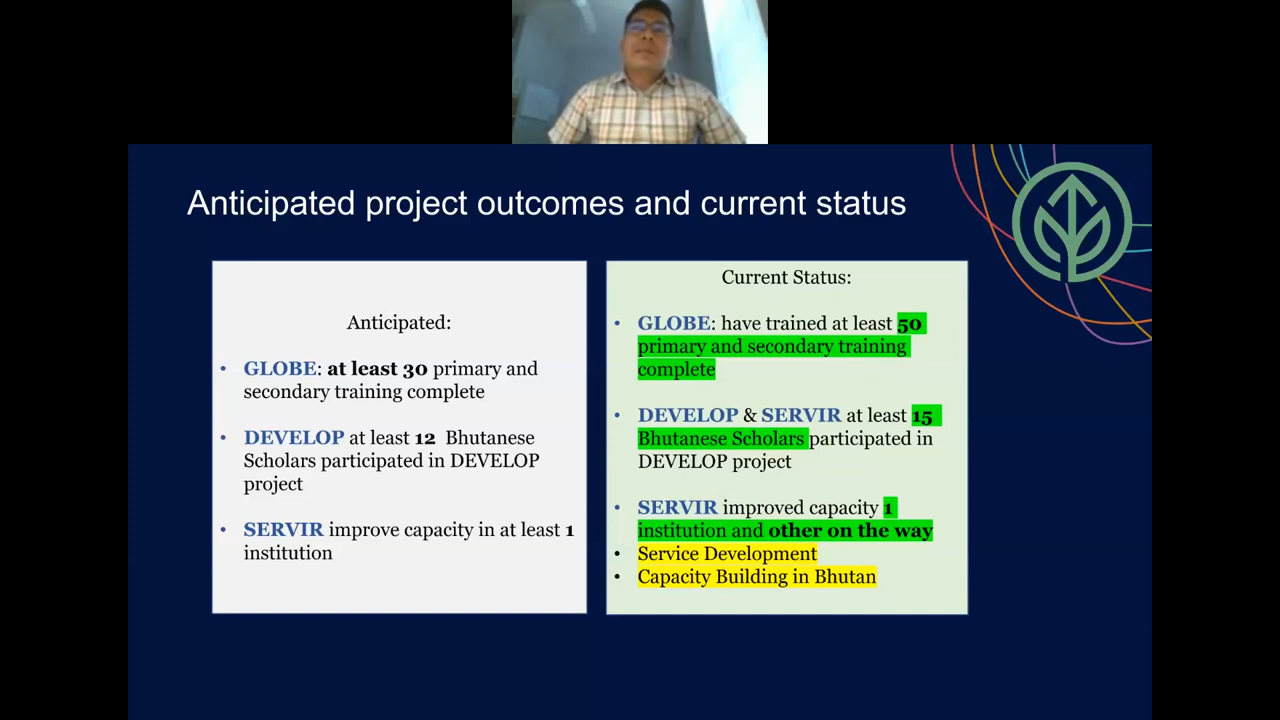 Anticipated project outcomes and current status
Anticipated:
• GLOBE: at least 30 primary and
secondary training complete
• DEVELOP at least 12 Bhutanese
Scholars participated in DEVELOP
project
• SERVIR improve capacity in at least 1
institution
Current Status:
• GLOBE: have trained at least 50
primary and secondary training
complete
• DEVELOP & SERVIR at least 15
Bhutanese Scholars participated in
DEVELOP project
• SERVIR improved capacity 1
institution and other on the way
• Service Development
• Capacity Building in Bhutan